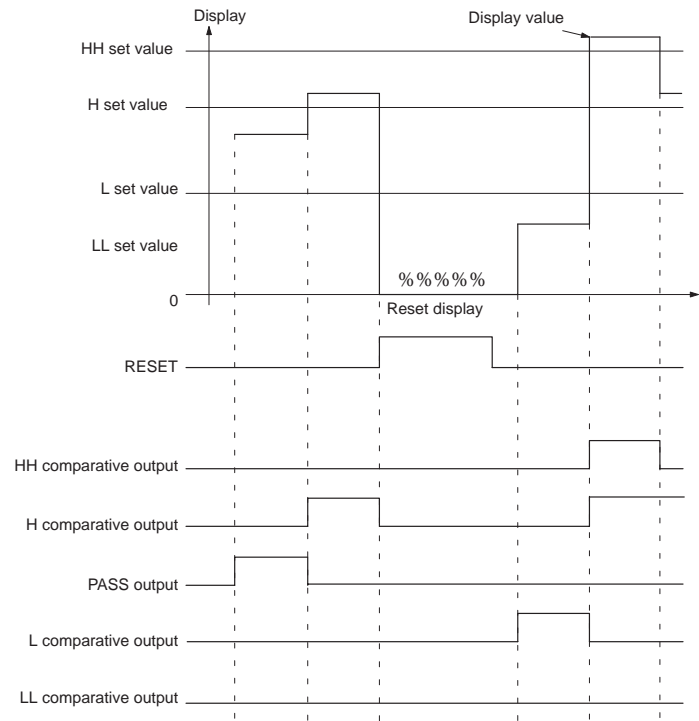 Display
Display value
HH set value
H set value
L set value
LL set value
%%%%%
0
Reset display
RESET
HH comparative output
H comparative output
PASS output
L comparative output
LL comparative output